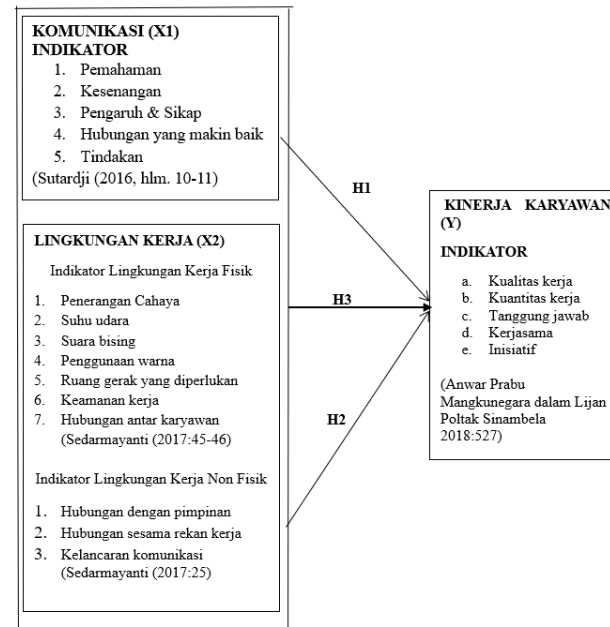 KOMUNIKASI (X1)
INDIKATOR
1. Pemahaman
2. Kesenangan
3. Pengaruh & Sikap
4. Hubungan yang makin baik
5. Tindakan
(Sutardji (2016, hlm. 10-11)
LINGKUNGAN KERJA (X2)
Indikator Lingkungan Kerja Fisik
1. Penerangan Cahaya
2. Suhu udara
3. Suara bising
4. Penggunaan warna
5. Ruang gerak yang diperlukan
6. Keamanan kerja
7. Hubungan antar karyawan
(Sedarmayanti (2017:45-46)
Indikator Lingkungan Kerja Non Fisik
1. Hubungan dengan pimpinan
2. Hubungan sesama rekan kerja
3. Kelancaran komunikasi
(Sedarmayanti (2017:25)
H1
H3
H2
KINERJA KARYAWAN
(Y)
INDIKATOR
a. Kualitas kerja
b. Kuantitas kerja
c. Tanggung jawab
d. Kerjasama
e. Inisiatif
(Anwar Prabu
Mangkunegara dalam Lijan
Poltak Sinambela
2018:527)